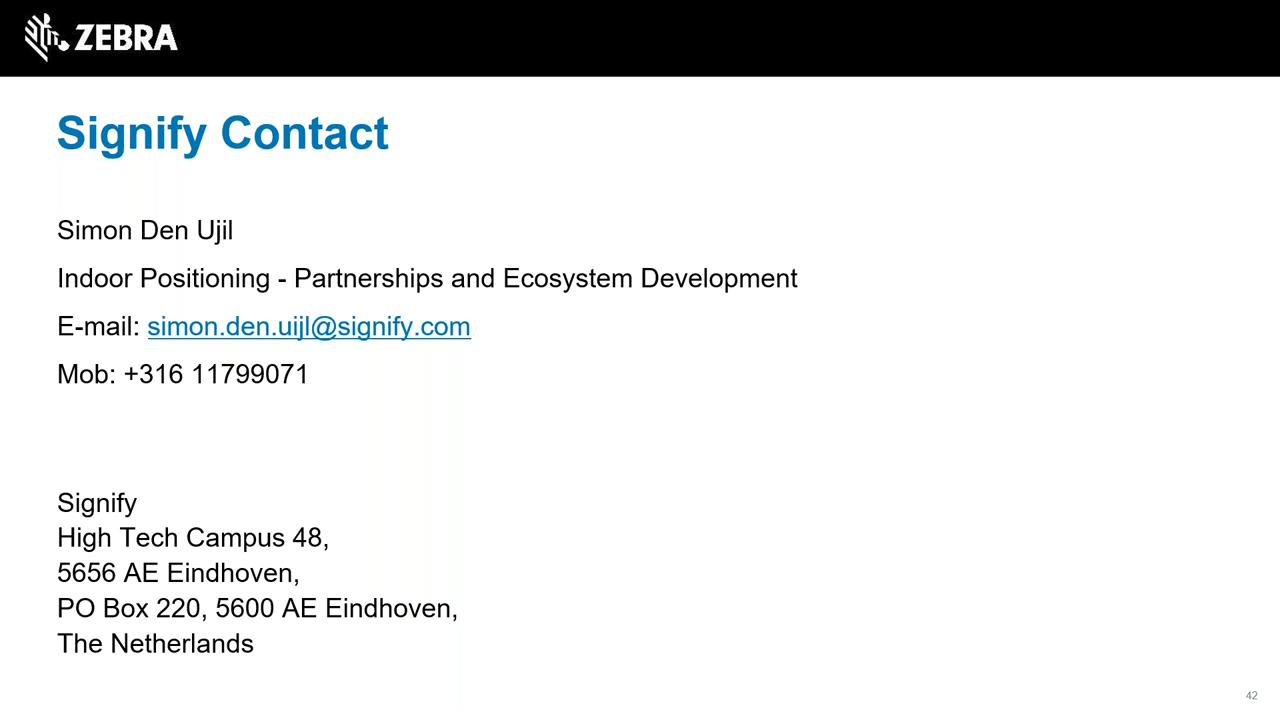 ZEBRA
Signify Contact
Simon Den Ujil
Indoor Positioning - Partnerships and Ecosystem Development
E-mail: simon.den.uijl@signify.com
Mob: +316 11799071
Signify
High Tech Campus 48,
5656 AE Eindhoven,
PO Box 220, 5600 AE Eindhoven,
The Netherlands
42